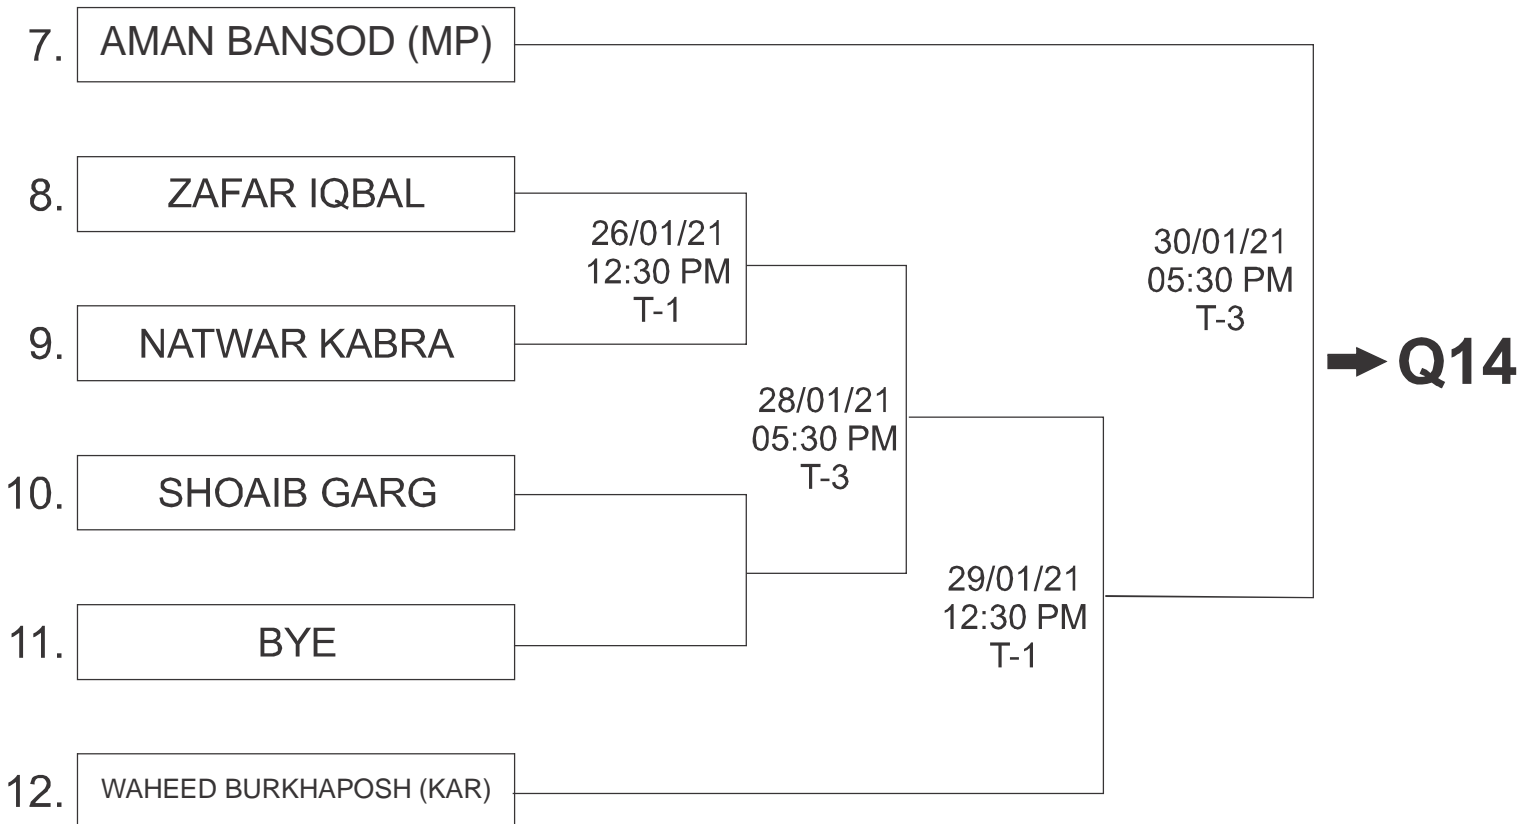 7. AMAN BANSOD (MP)
8. ZAFAR IQBAL
26/01/21
12:30 PM
T-1
30/01/21
05:30 PM
T-3
9. NATWAR KABRA
Q14
28/01/21
05:30 PM
T-3
10. SHOAIB GARG
29/01/21
12:30 PM
T-1
11. BYE
12. WAHEED BURKHAPOSH (KAR)